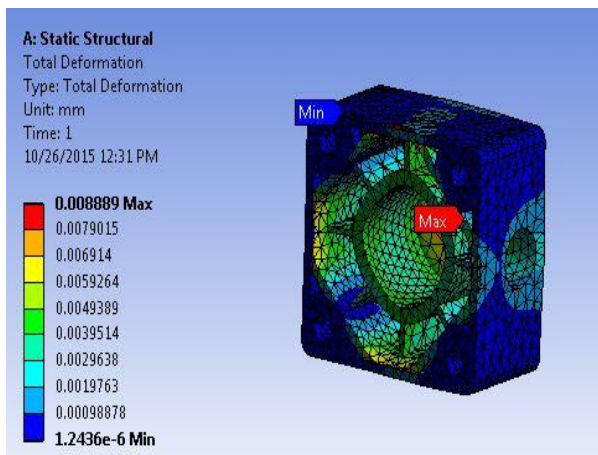 A: Static Structural
Total Deformation
Type: Total Deformation
Unit: mm
Time: 1
10/26/2015 12:31 PM
0.008889 Max
0.0079015
0.006914
0.0059264
0.0049389
0.0039514
0.0029638
0.0019763
0.00098878
1.2436e-6 Min
Min
Max